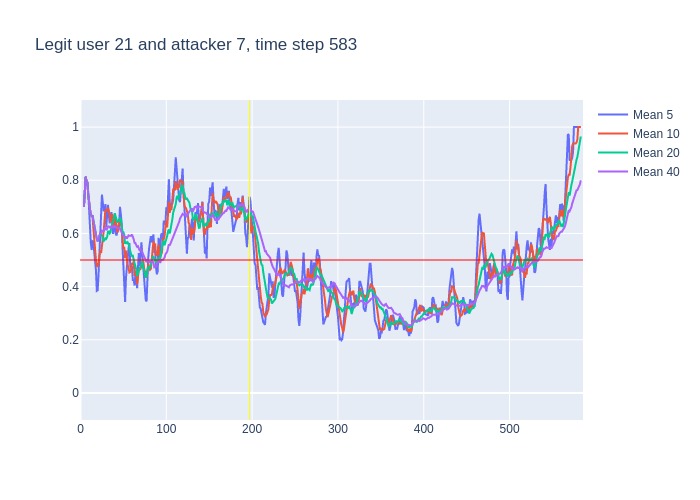 Legit user 21 and attacker 7, time step 583
Mean 5
Mean 10
Mean 20
Mean 40
1
0.8
0.6
0.4
0.2
0
0 100 200 300 400 500